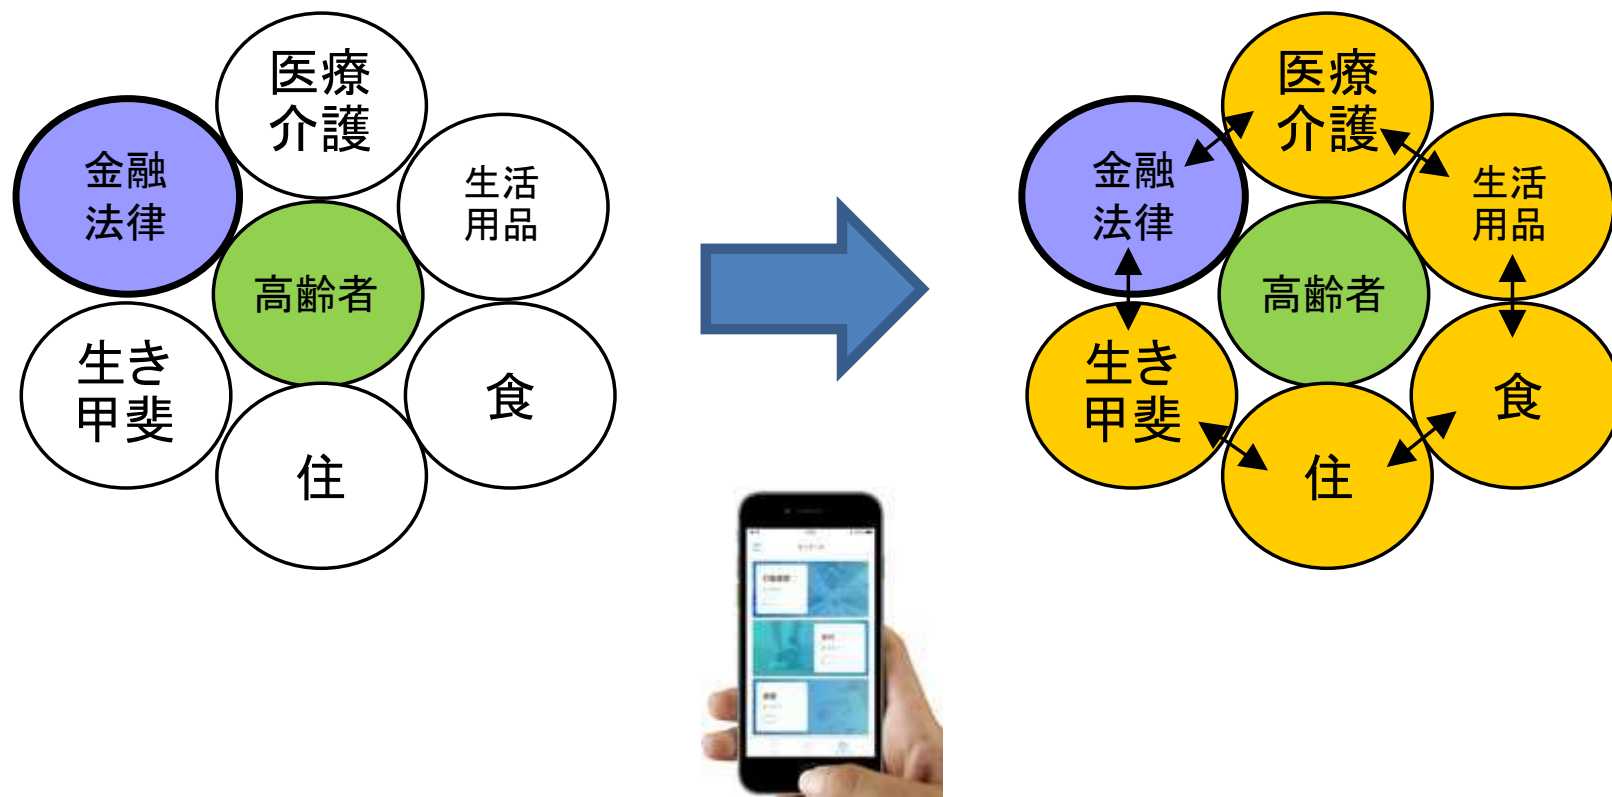 医療
介護
金融
法律
生活
用品
高齢者
生き
甲斐
食
住
医療
介護
金融
法律
生活
用品
高齢者
生き
甲斐
食
住